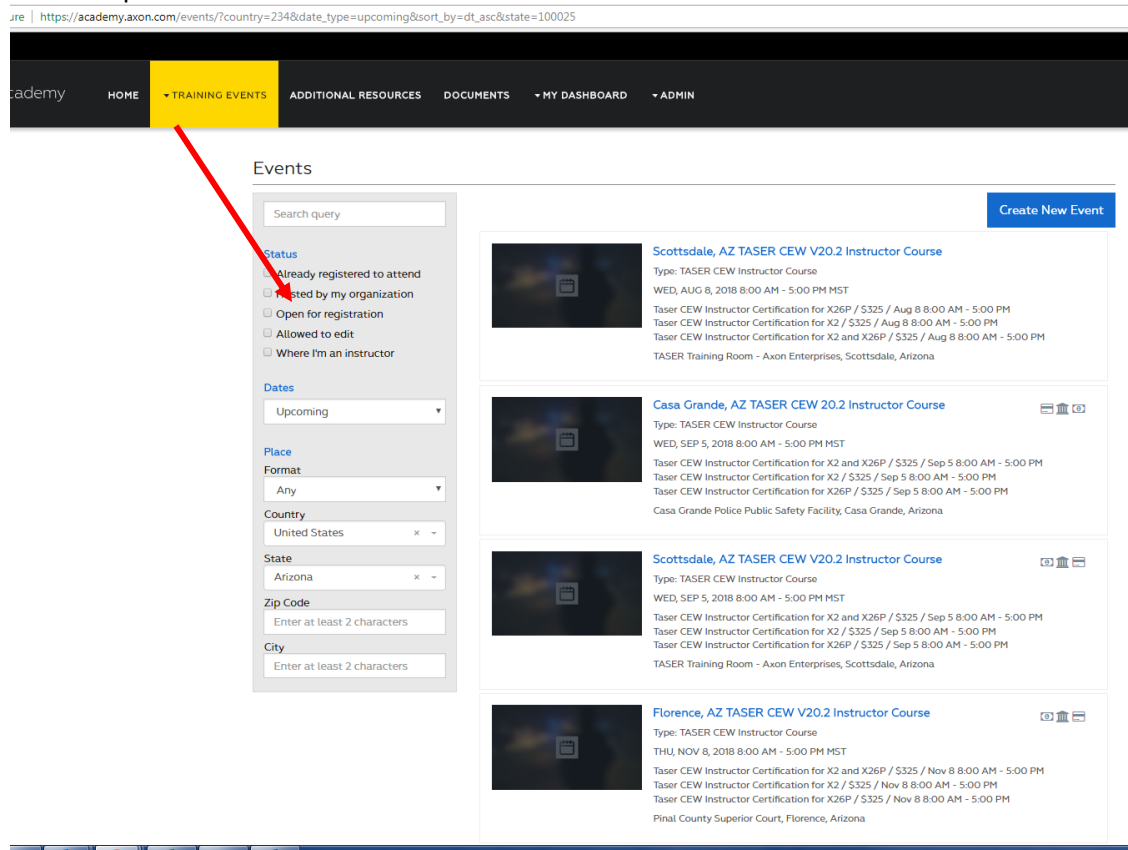 https://academy.axon.com/events/?country=234&date_type=upcoming&sort_by=dt_asc&state=100025
HOME
TRAINING EVENTS
ADDITIONAL RESOURCES
DOCUMENTS
MY DASHBOARD
ADMIN
Events
Search query
Status
Already registered to attend
Hosted by my organization
Open for registration
Allowed to edit
Where I'm an instructor
Dates
Upcoming
Place
Format
Any
Country
United States
State
Arizona
Zip Code
Enter at least 2 characters
City
Enter at least 2 characters
Create New Event
Scottsdale, AZ TASER CEW V20.2 Instructor Course
Type: TASER CEW Instructor Course
WED, AUG 8, 2018 8:00 AM - 5:00 PM MST
Taser CEW Instructor Certification for X26P / $325 / Aug 8 8:00 AM - 5:00 PM
Taser CEW Instructor Certification for X2 / $325 / Aug 8 8:00 AM - 5:00 PM
Taser CEW Instructor Certification for X2 and X26P / $325 / Aug 8 8:00 AM - 5:00 PM
TASER Training Room - Axon Enterprises, Scottsdale, Arizona
Casa Grande, AZ TASER CEW 20.2 Instructor Course
Type: TASER CEW Instructor Course
WED, SEP 5, 2018 8:00 AM - 5:00 PM MST
Taser CEW Instructor Certification for X2 and X26P / $325 / Sep 5 8:00 AM - 5:00 PM
Taser CEW Instructor Certification for X2 / $325 / Sep 5 8:00 AM - 5:00 PM
Taser CEW Instructor Certification for X26P / $325 / Sep 5 8:00 AM - 5:00 PM
Casa Grande Police Public Safety Facility, Casa Grande, Arizona
Scottsdale, AZ TASER CEW V20.2 Instructor Course
Type: TASER CEW Instructor Course
WED, SEP 5, 2018 8:00 AM - 5:00 PM MST
Taser CEW Instructor Certification for X2 and X26P / $325 / Sep 5 8:00 AM - 5:00 PM
Taser CEW Instructor Certification for X2 / $325 / Sep 5 8:00 AM - 5:00 PM
Taser CEW Instructor Certification for X26P / $325 / Sep 5 8:00 AM - 5:00 PM
TASER Training Room - Axon Enterprises, Scottsdale, Arizona
Florence, AZ TASER CEW V20.2 Instructor Course
Type: TASER CEW Instructor Course
THU, NOV 8, 2018 8:00 AM - 5:00 PM MST
Taser CEW Instructor Certification for X2 and X26P / $325 / Nov 8 8:00 AM - 5:00 PM
Taser CEW Instructor Certification for X2 / $325 / Nov 8 8:00 AM - 5:00 PM
Taser CEW Instructor Certification for X26P / $325 / Nov 8 8:00 AM - 5:00 PM
Pinal County Superior Court, Florence, Arizona